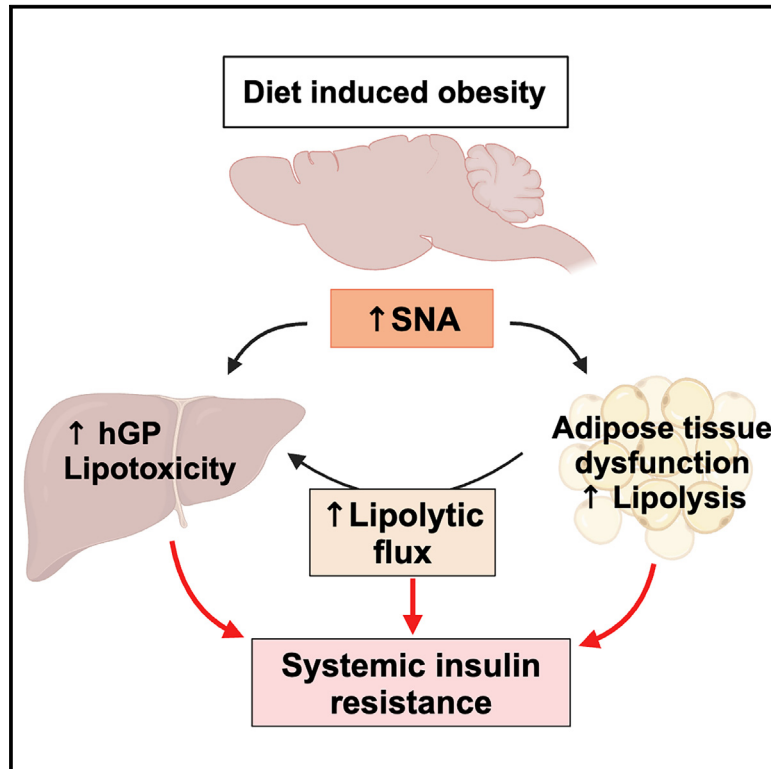 Diet induced obesity
↑ SNA
↑ hGP
Lipotoxicity
Adipose tissue
dysfunction
↑ Lipolysis
↑ Lipolytic
flux
Systemic insulin
resistance